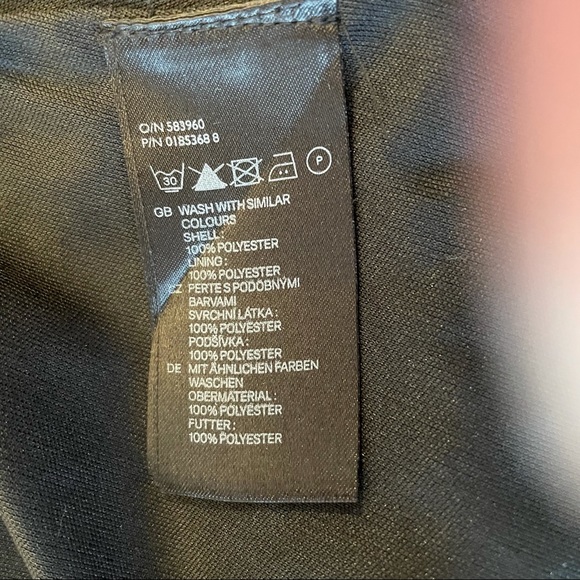 O/N 583960
P/N 0185368 8
30 P
GB WASH WITH SIMILAR
COLOURS
SHELL:
100% POLYESTER
LINING:
100% POLYESTER
CZ PERTE S PODOBNÝMI
BARVAMI
SVRCHNÍ LÁTKA:
100% POLYESTER
PODŠÍVKA:
100% POLYESTER
DE MIT ÄHNLICHEN FARBEN
WASCHEN
OBERMATERIAL:
100% POLYESTER
FUTTER:
100% POLYESTER